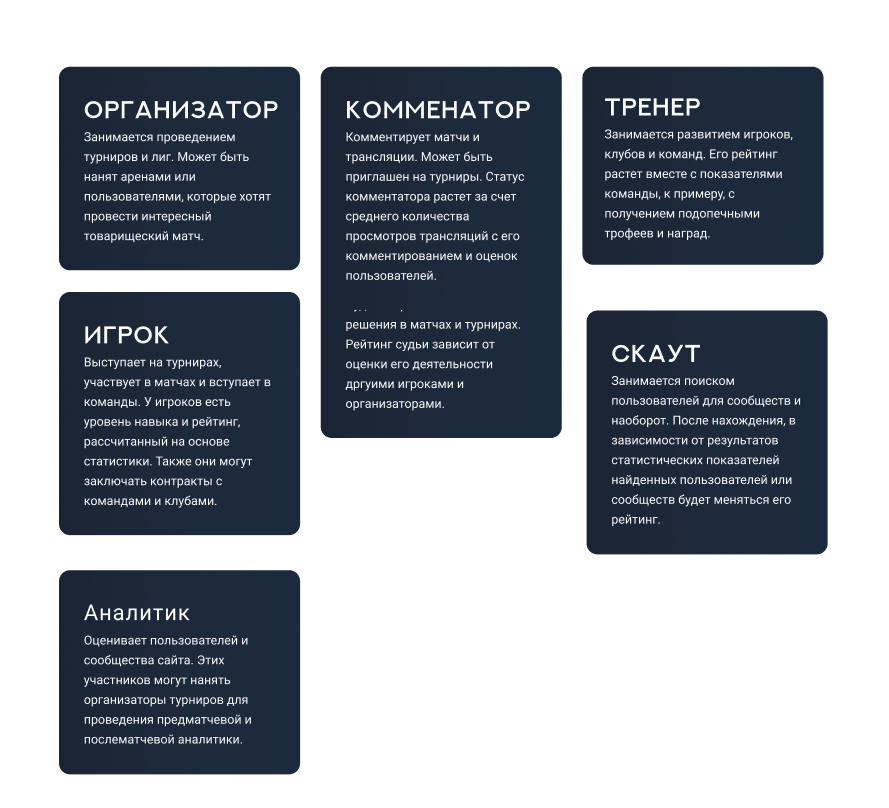 ОРГАНИЗАТОР
Занимается проведением
турниров и лиг. Может быть
нанят аренами или
пользователями, которые хотят
провести интересный
товарищеский матч.
КОММЕНАТОР
Комментирует матчи и
трансляции. Может быть
приглашен на турниры. Статус
комментатора растет за счет
среднего количества
просмотров трансляций с его
комментированием и оценок
пользователей.
решения в матчах и турнирах.
Рейтинг судьи зависит от
оценки его деятельности
дргуими игроками и
организаторами.
ТРЕНЕР
Занимается развитием игроков,
клубов и команд. Его рейтинг
растет вместе с показателями
команды, к примеру, с
получением подопечными
трофеев и наград.
ИГРОК
Выступает на турнирах,
участвует в матчах и вступает в
команды. У игроков есть
уровень навыка и рейтинг,
рассчитанный на основе
статистики. Также они могут
заключать контракты с
командами и клубами.
СКАУТ
Занимается поиском
пользователей для сообществ и
наоборот. После нахождения, в
зависимости от результатов
статистических показателей
найденных пользователей или
сообществ будет меняться его
рейтинг.
Аналитик
Оценивает пользователей и
сообщества сайта. Этих
участников могут нанять
организаторы турниров для
проведения предматчевой и
послематчевой аналитики.